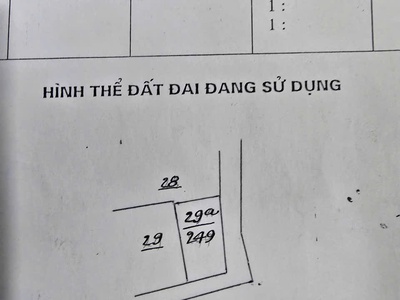 1 :
1 :
HÌNH THỂ ĐẤT ĐAI ĐANG SỬ DỤNG
28
29a
249
29